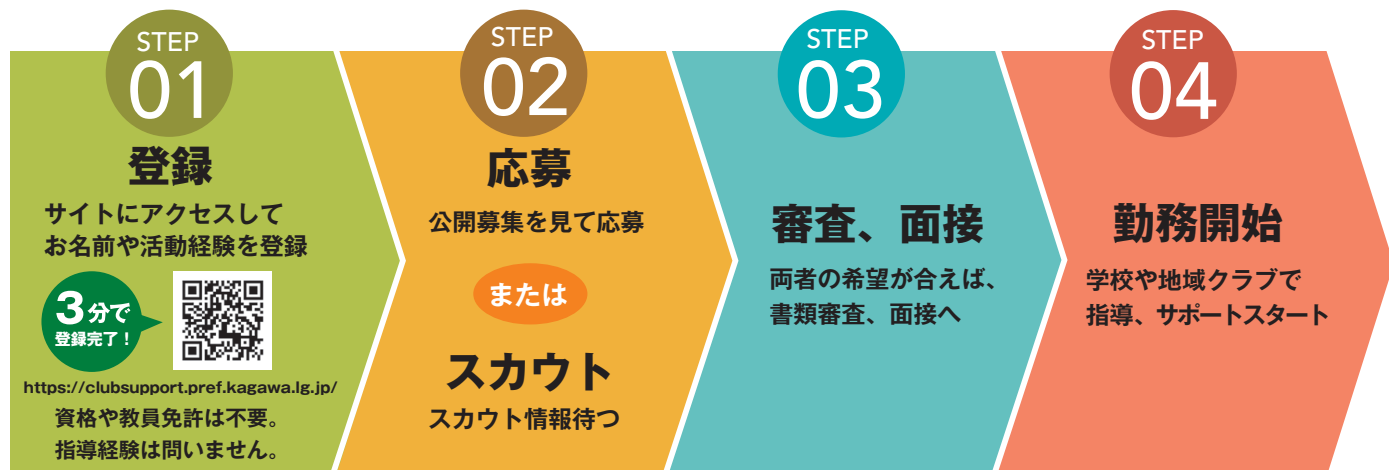 STEP
01
登録
サイトにアクセスして
お名前や活動経験を登録
3分で
登録完了！
https://clubsupport.pref.kagawa.lg.jp/
資格や教員免許は不要。
指導経験は問いません。
STEP
02
応募
公開募集を見て応募
または
スカウト
スカウト情報待つ
STEP
03
審査、面接
両者の希望が合えば、
書類審査、面接へ
STEP
04
勤務開始
学校や地域クラブで
指導、サポートスタート